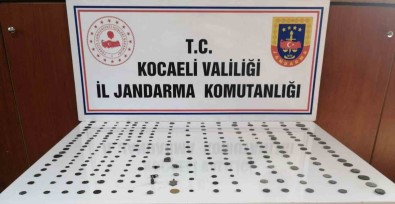 T.C.
KOCAELİ VALİLİĞİ
İL JANDARMA KOMUTANLIĞI